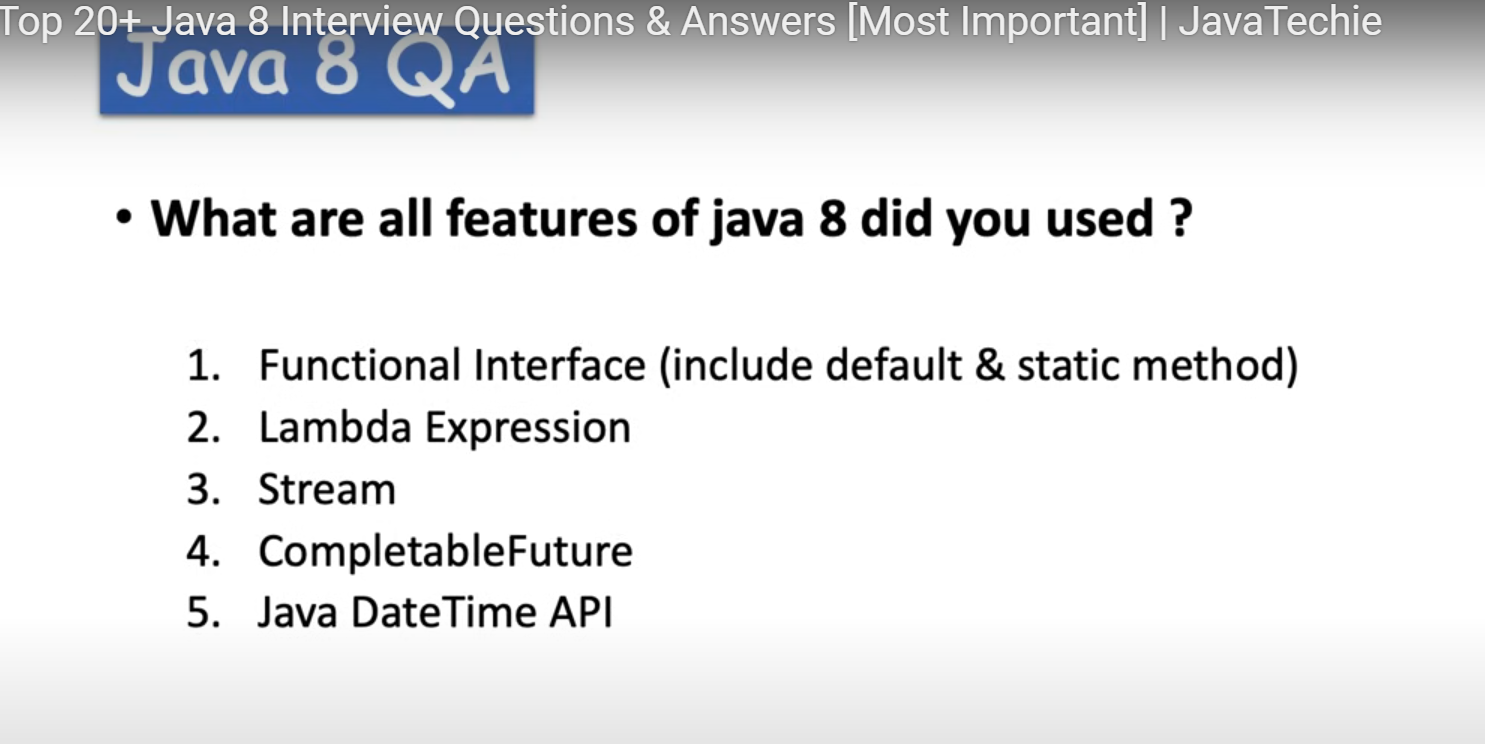 Top 20+ Java 8 Interview Questions & Answers [Most Important] | JavaTechie
Java 8 QA
• What are all features of java 8 did you used ?
1. Functional Interface (include default & static method)
2. Lambda Expression
3. Stream
4. CompletableFuture
5. Java DateTime API